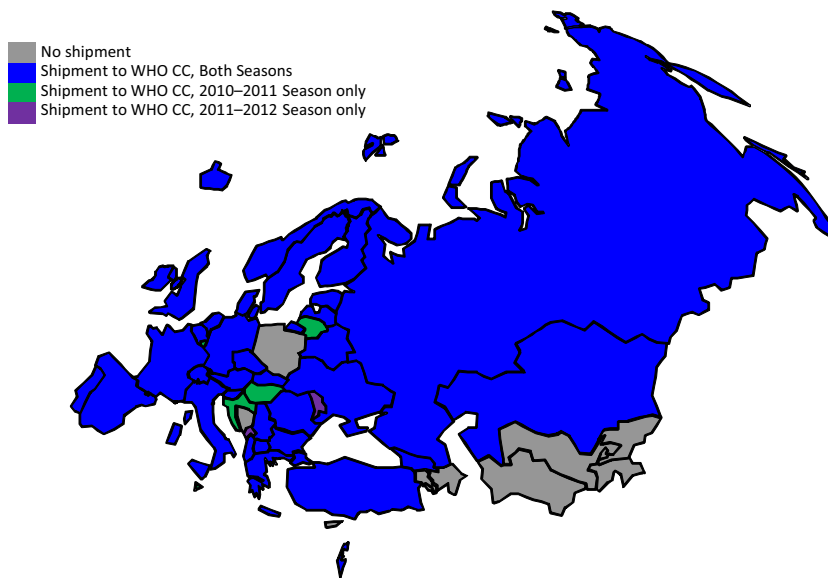 No shipment
Shipment to WHO CC, Both Seasons
Shipment to WHO CC, 2010–2011 Season only
Shipment to WHO CC, 2011–2012 Season only